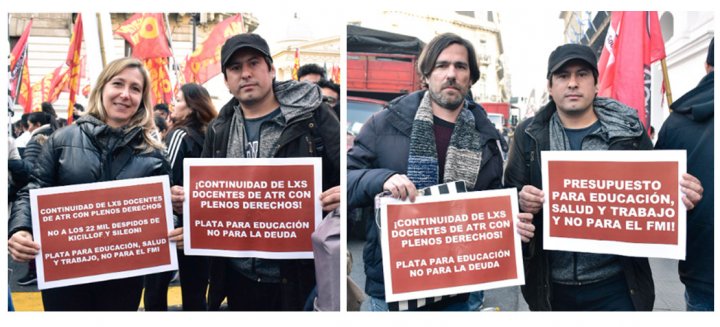 CONTINUIDAD DE LXS DOCENTES
DE ATR CON PLENOS DERECHOS
NO A LOS 22 MIL DESPIDOS DE
KICILLOF Y SILEONI
PLATA PARA EDUCACIÓN, SALUD
Y TRABAJO, NO PARA EL FMI
¡CONTINUIDAD DE LXS
DOCENTES DE ATR CON
PLENOS DERECHOS!
PLATA PARA EDUCACIÓN
NO PARA LA DEUDA
¡CONTINUIDAD DE LXS
DOCENTES DE ATR CON
PLENOS DERECHOS!
PLATA PARA EDUCACIÓN
NO PARA LA DEUDA
PRESUPUESTO
PARA EDUCACIÓN,
SALUD Y TRABAJO
Y NO PARA EL FMI!